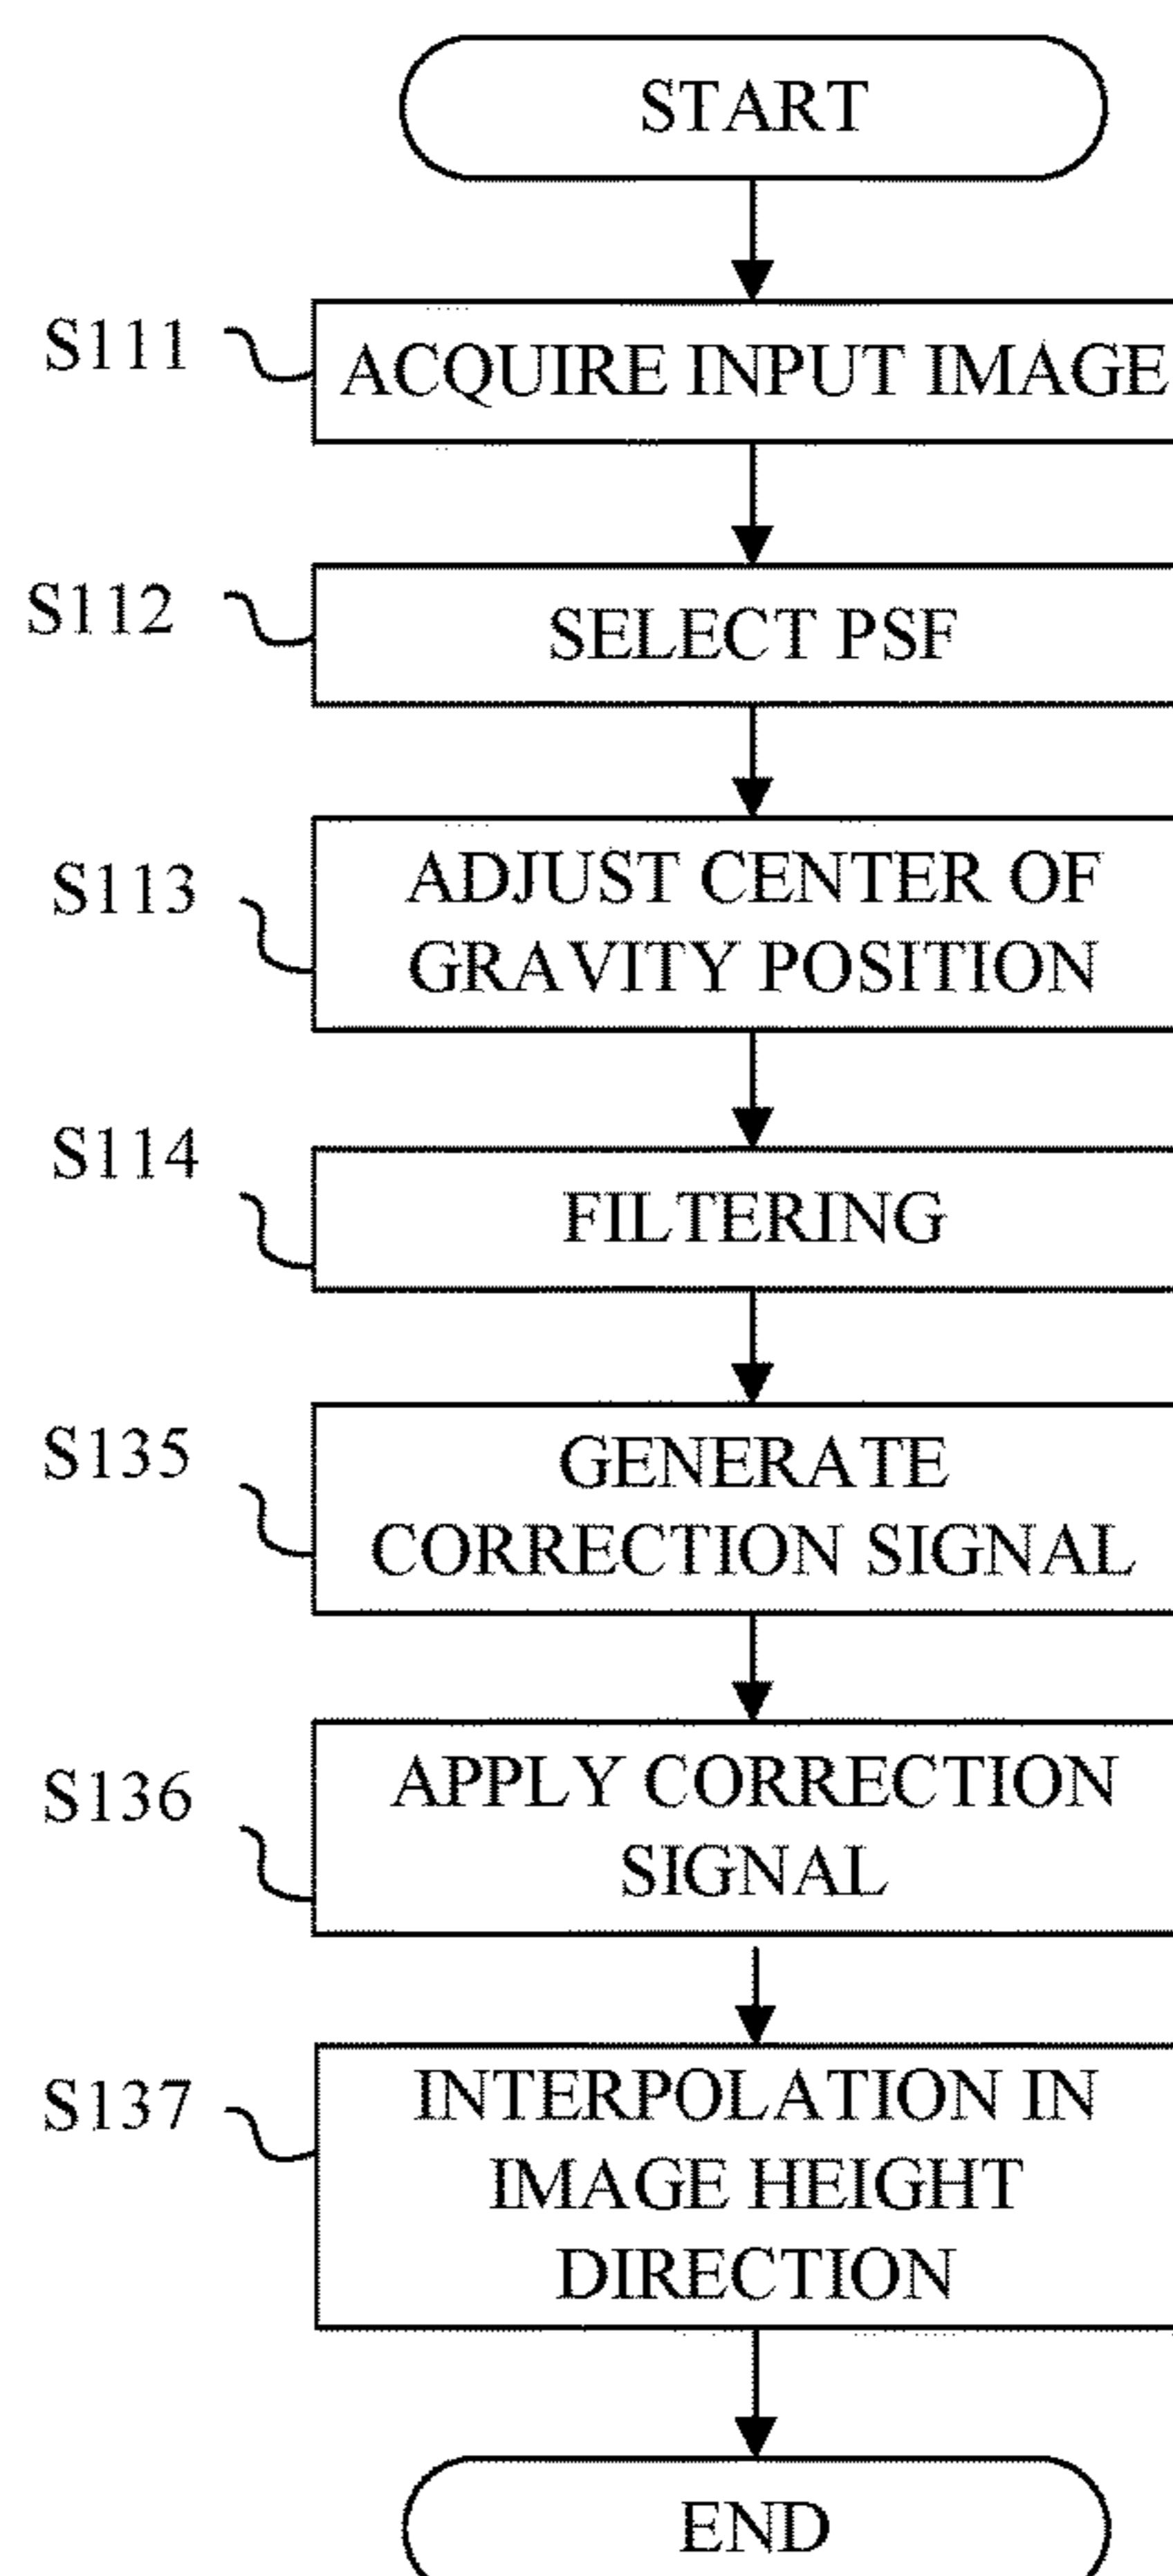 START
S111
ACQUIRE INPUT IMAGE
S112
SELECT PSF
S113
ADJUST CENTER OF
GRAVITY POSITION
S114
FILTERING
S135
GENERATE
CORRECTION SIGNAL
S136
APPLY CORRECTION
SIGNAL
S137
INTERPOLATION IN
IMAGE HEIGHT
DIRECTION
END